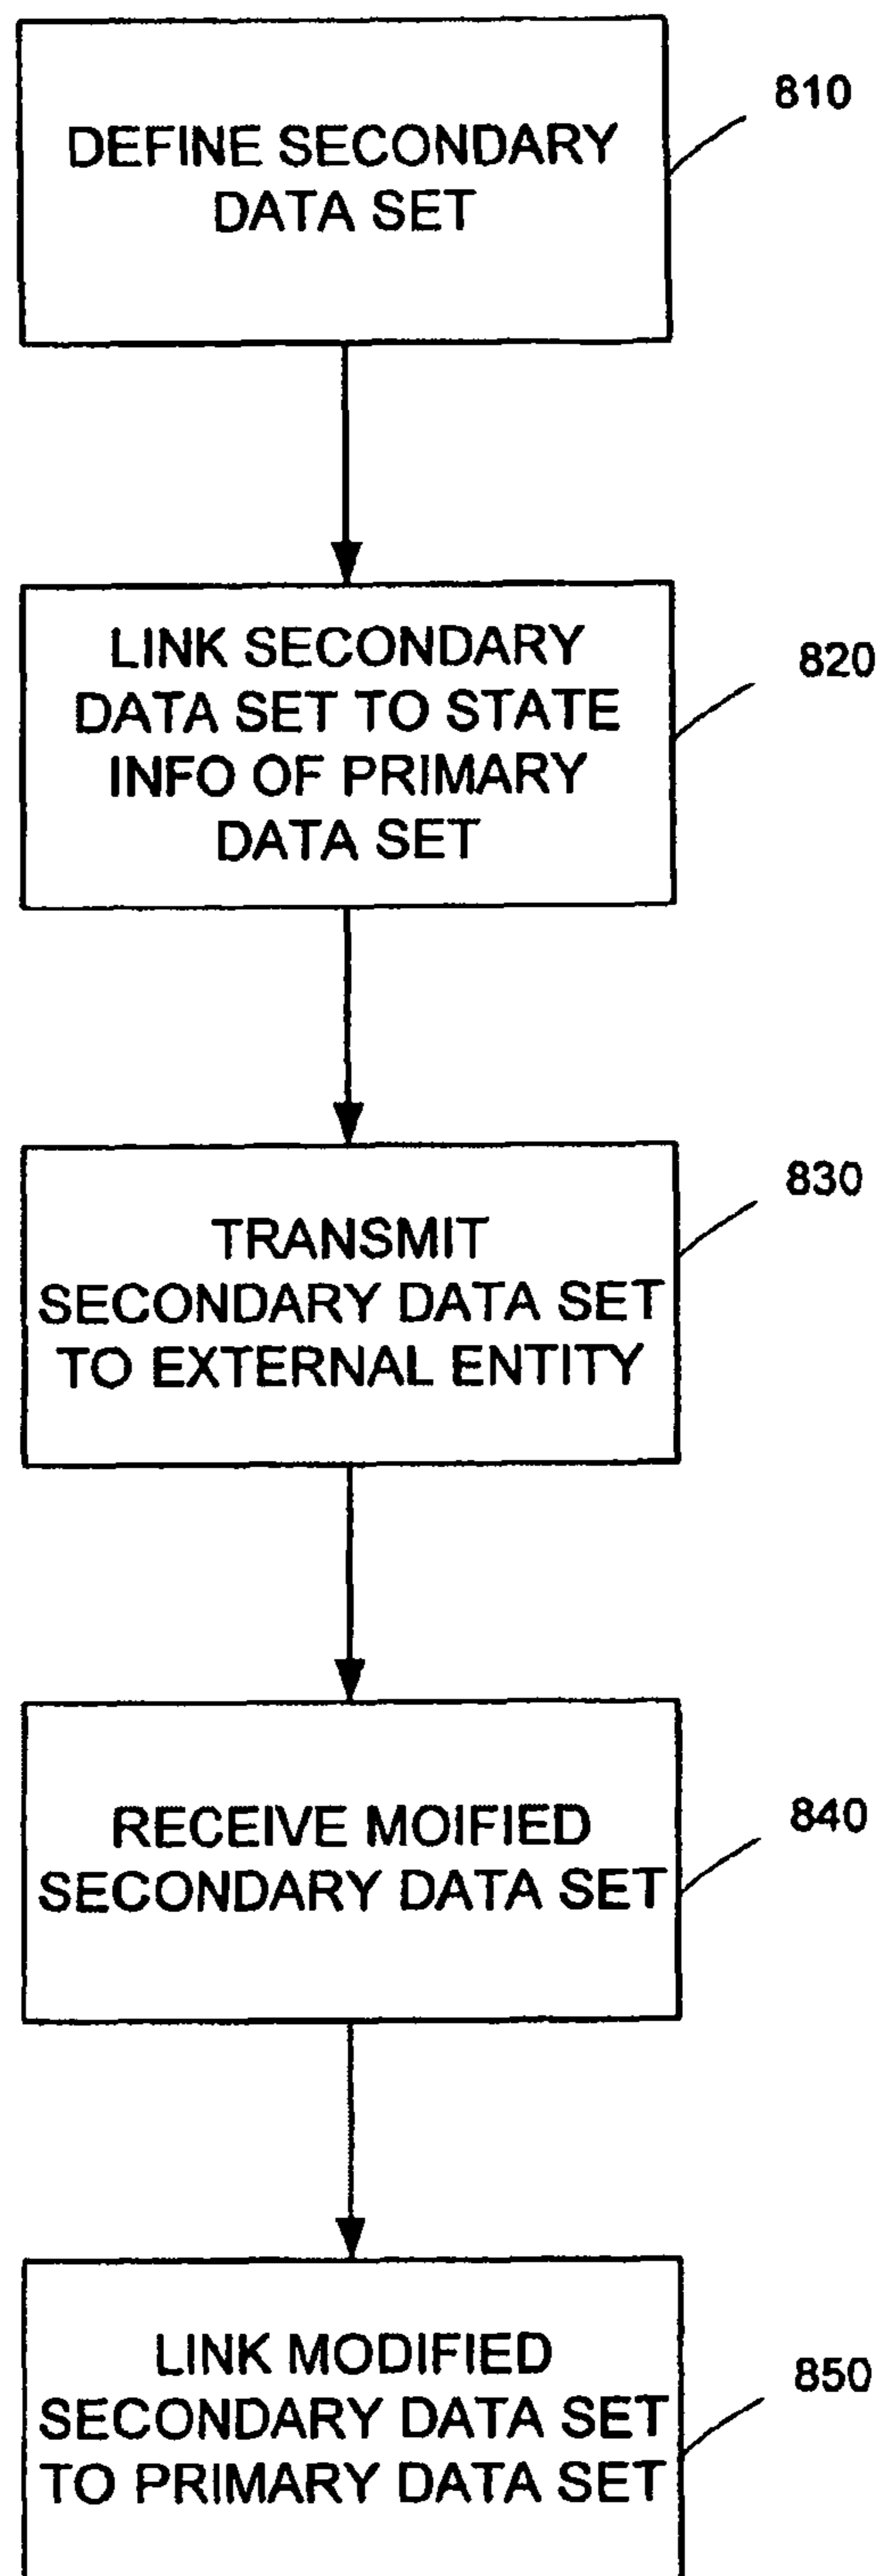 DEFINE SECONDARY
DATA SET
810
LINK SECONDARY
DATA SET TO STATE
INFO OF PRIMARY
DATA SET
820
TRANSMIT
SECONDARY DATA SET
TO EXTERNAL ENTITY
830
RECEIVE MOIFIED
SECONDARY DATA SET
840
LINK MODIFIED
SECONDARY DATA SET
TO PRIMARY DATA SET
850